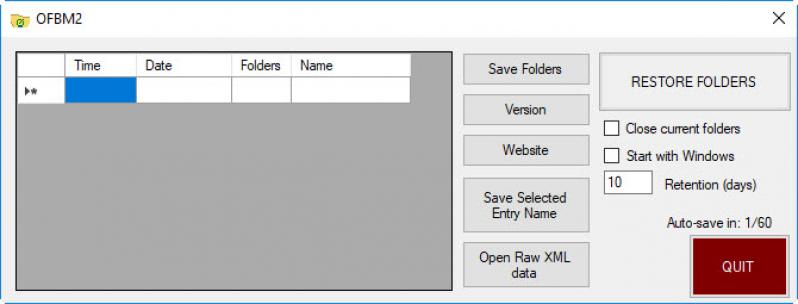 OFBM2
Time Date Folders Name
Save Folders
Version
Website
Save Selected
Entry Name
Open Raw XML
data
RESTORE FOLDERS
Close current folders
Start with Windows
10 Retention (days)
Auto-save in: 1/60
QUIT